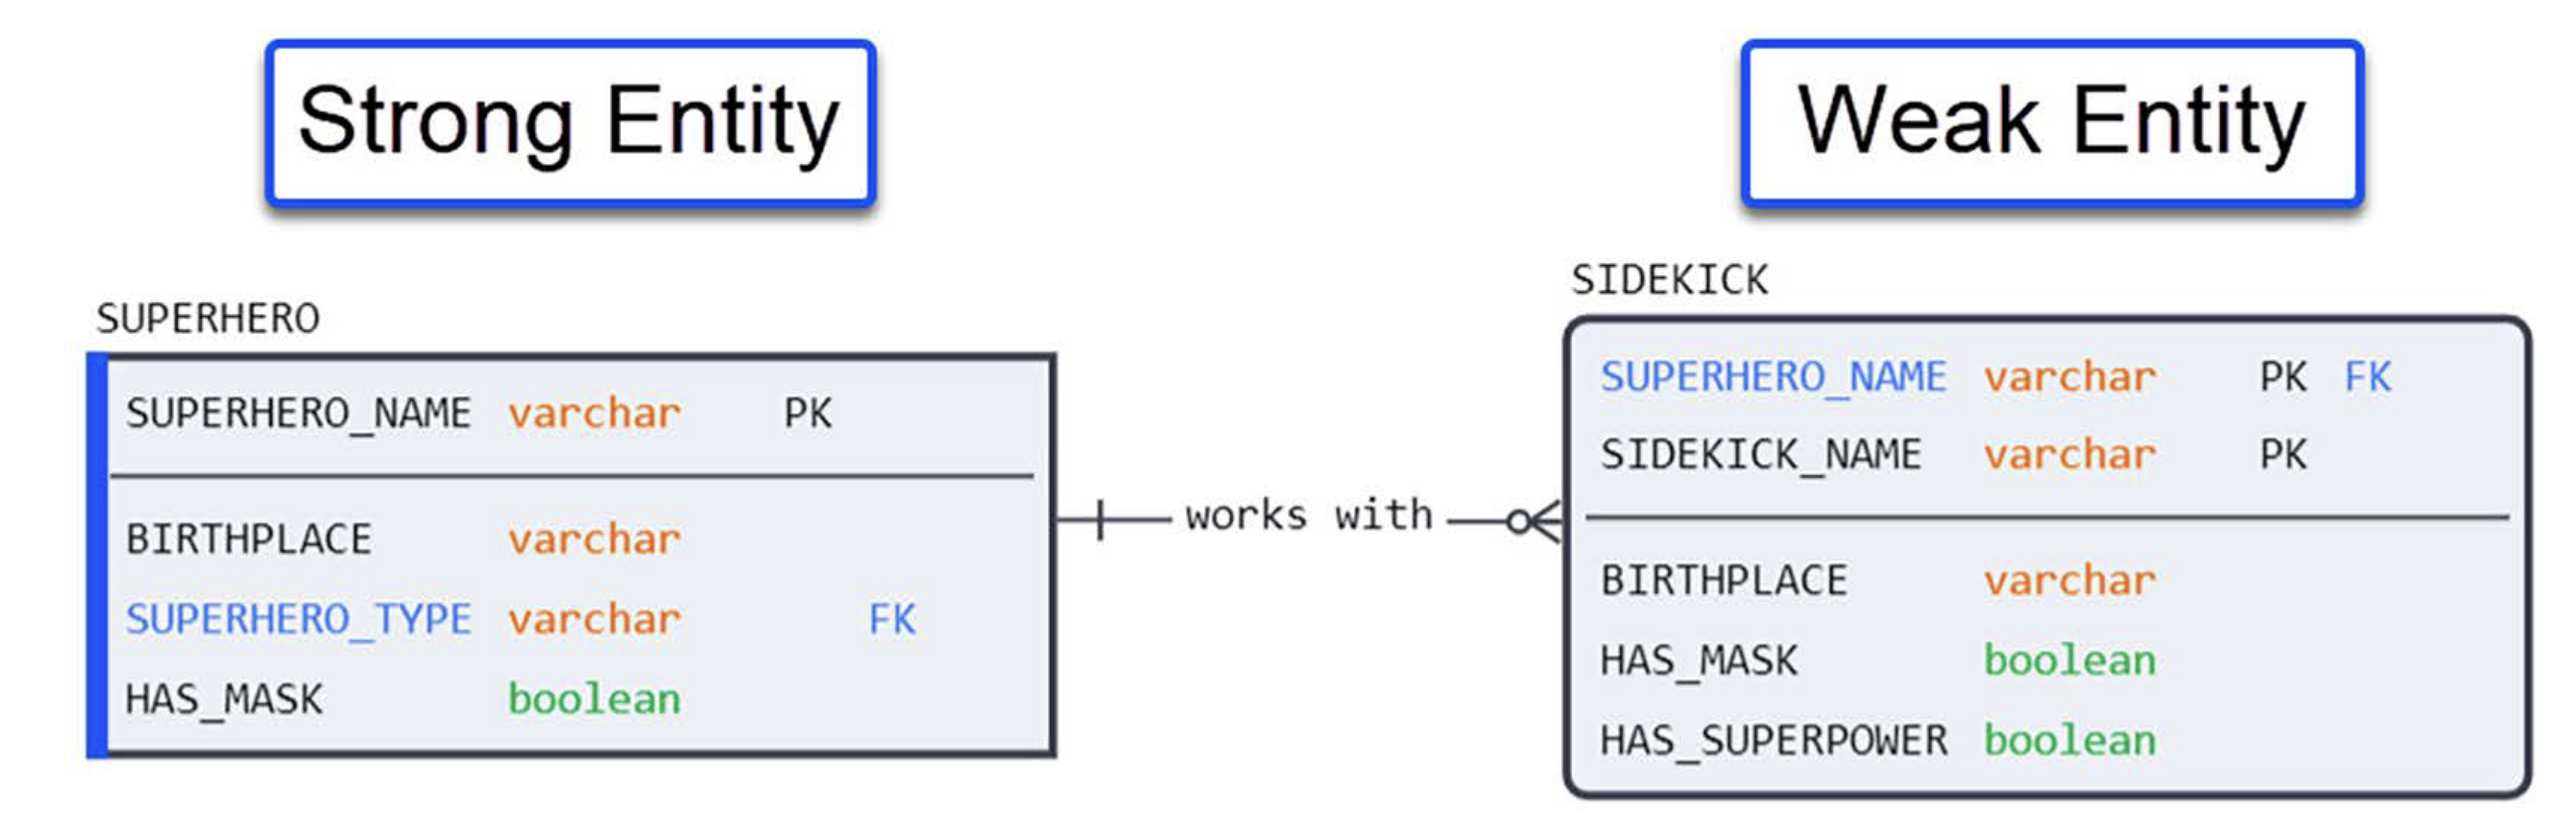 Strong Entity
Weak Entity
SUPERHERO
SUPERHERO_NAME varchar PK
BIRTHPLACE varchar
SUPERHERO_TYPE varchar FK
HAS_MASK boolean
works with
SIDEKICK
SUPERHERO_NAME varchar PK FK
SIDEKICK_NAME varchar PK
BIRTHPLACE varchar
HAS_MASK boolean
HAS_SUPERPOWER boolean